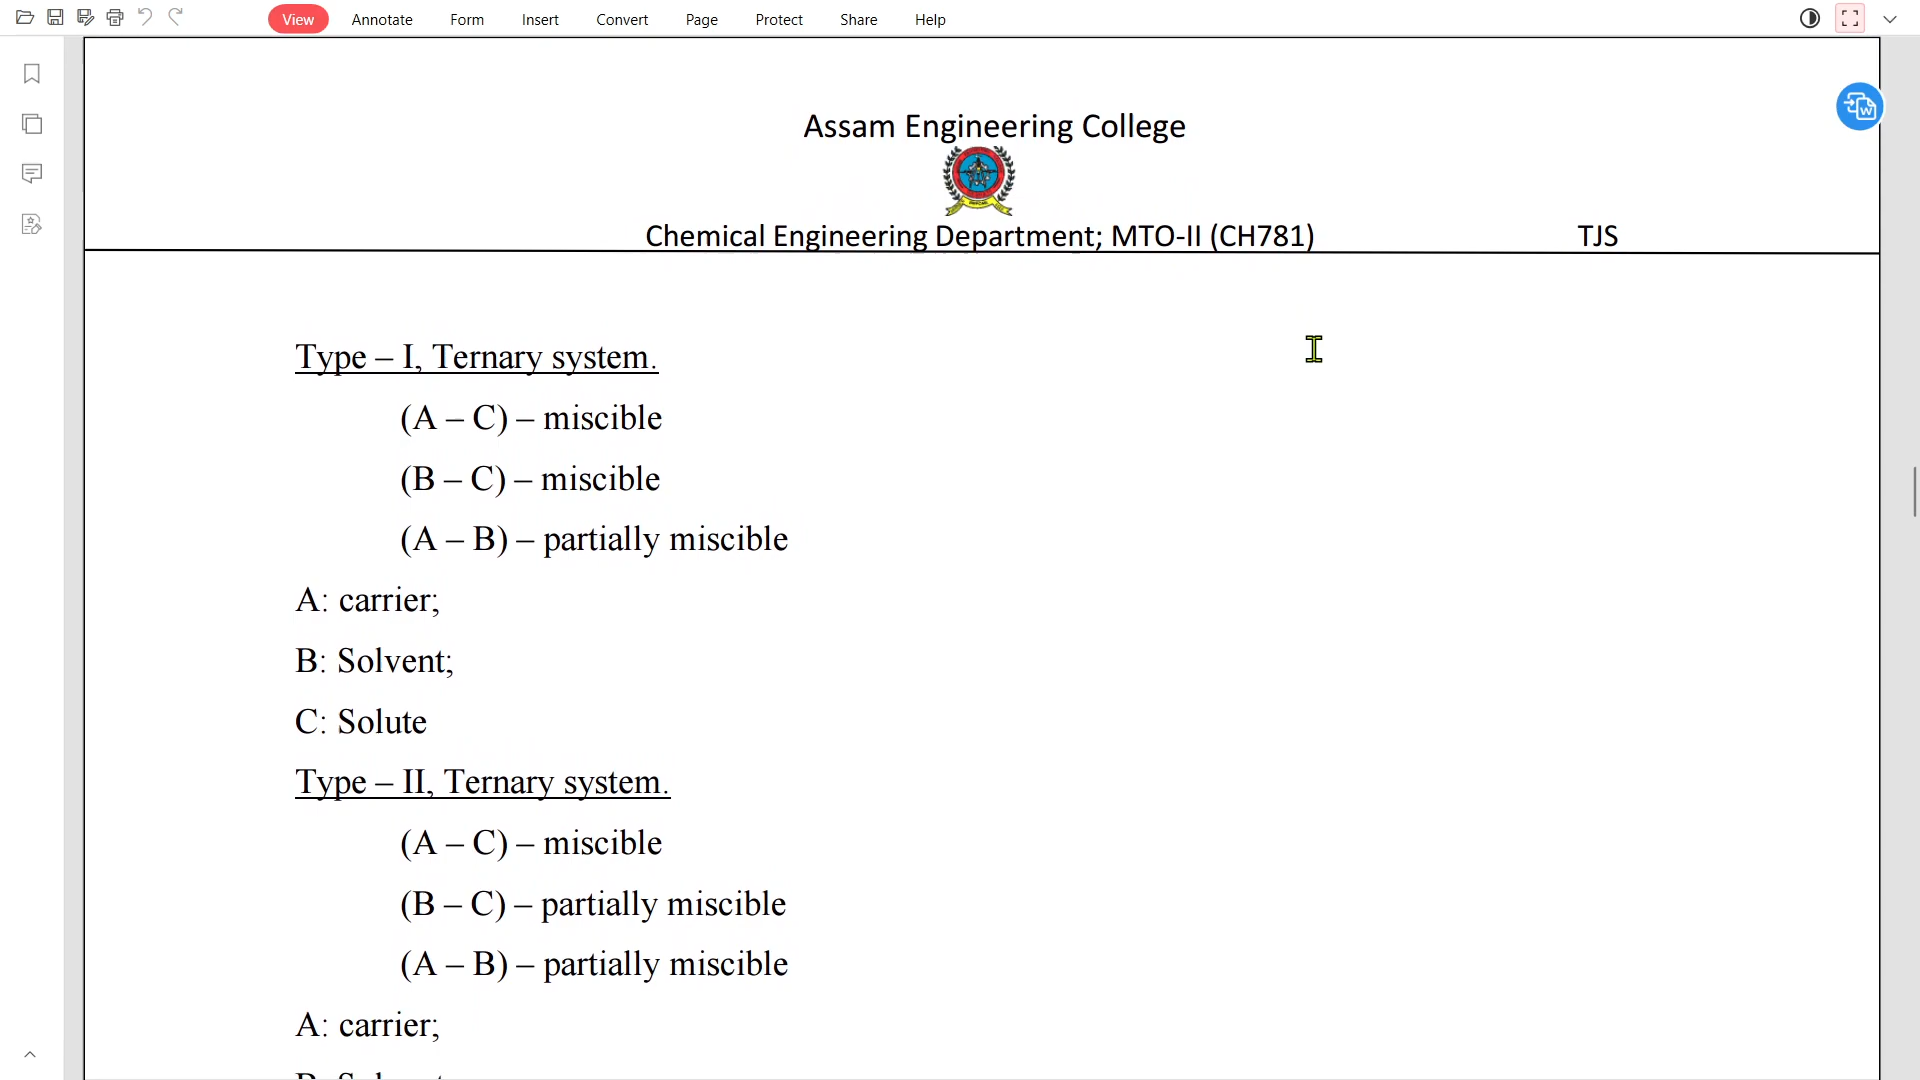 View Annotate Form Insert Convert Page Protect Share Help
Assam Engineering College
Chemical Engineering Department; MTO-II (CH781) TJS
Type – I, Ternary system.
(A – C) – miscible
(B – C) – miscible
(A – B) – partially miscible
A: carrier;
B: Solvent;
C: Solute
Type – II, Ternary system.
(A – C) – miscible
(B – C) – partially miscible
(A – B) – partially miscible
A: carrier;